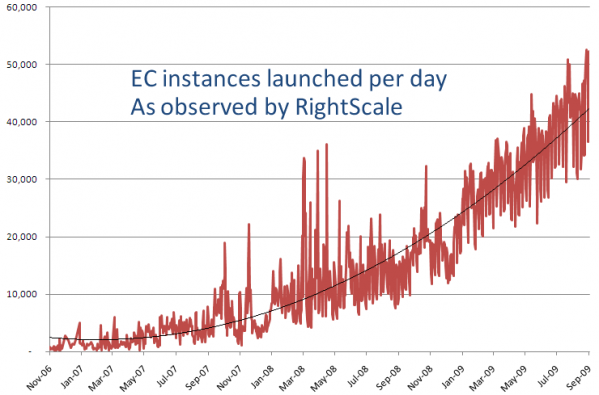 60,000
50,000
EC instances launched per day
As observed by RightScale
40,000
30,000
20,000
10,000
-
Nov-06 Jan-07 Mar-07 May-07 Jul-07 Sep-07 Nov-07 Jan-08 Mar-08 May-08 Jul-08 Sep-08 Nov-08 Jan-09 Mar-09 May-09 Jul-09 Sep-09